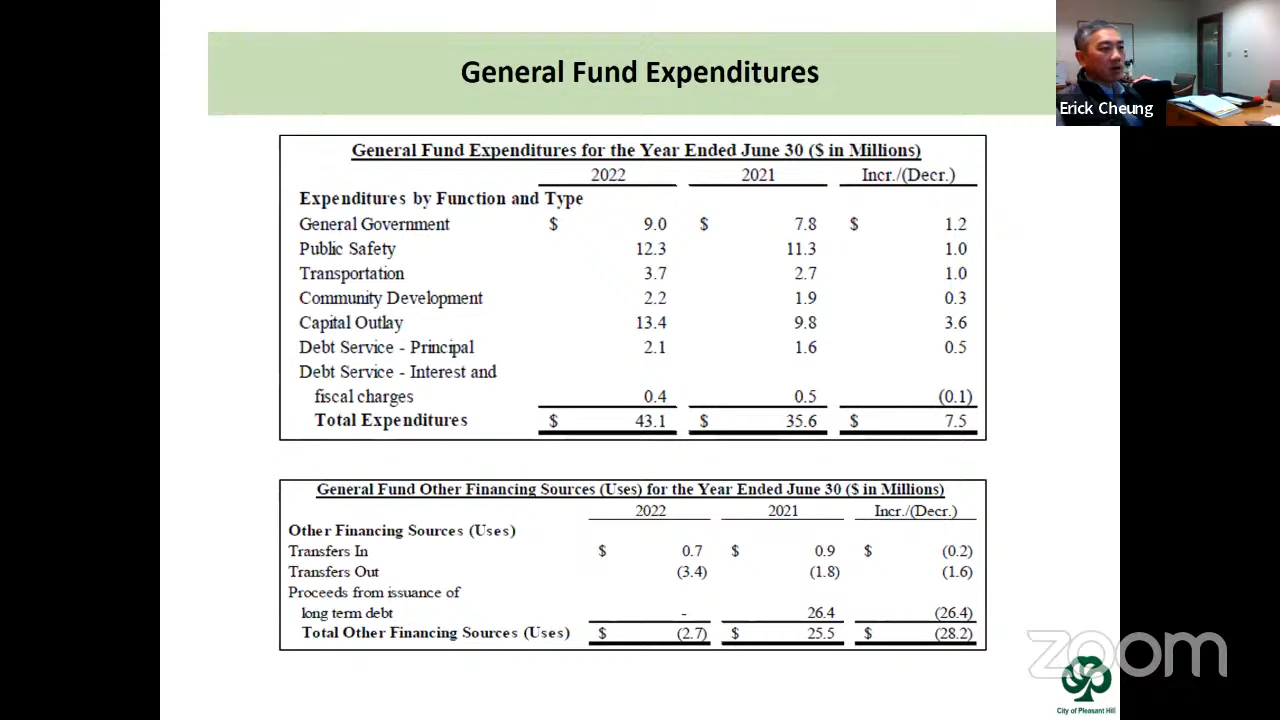 General Fund Expenditures
Erick Cheung
General Fund Expenditures for the Year Ended June 30 ($ in Millions)
2022 2021 Incr./(Decr.)
Expenditures by Function and Type
General Government $ 9.0 $ 7.8 $ 1.2
Public Safety 12.3 11.3 1.0
Transportation 3.7 2.7 1.0
Community Development 2.2 1.9 0.3
Capital Outlay 13.4 9.8 3.6
Debt Service - Principal 2.1 1.6 0.5
Debt Service - Interest and
fiscal charges 0.4 0.5 (0.1)
Total Expenditures $ 43.1 $ 35.6 $ 7.5
General Fund Other Financing Sources (Uses) for the Year Ended June 30 ($ in Millions)
2022 2021 Incr./(Decr.)
Other Financing Sources (Uses)
Transfers In $ 0.7 $ 0.9 $ (0.2)
Transfers Out (3.4) (1.8) (1.6)
Proceeds from issuance of
long term debt - 26.4 (26.4)
Total Other Financing Sources (Uses) $ (2.7) $ 25.5 $ (28.2)
zoom
City of Pleasant Hill